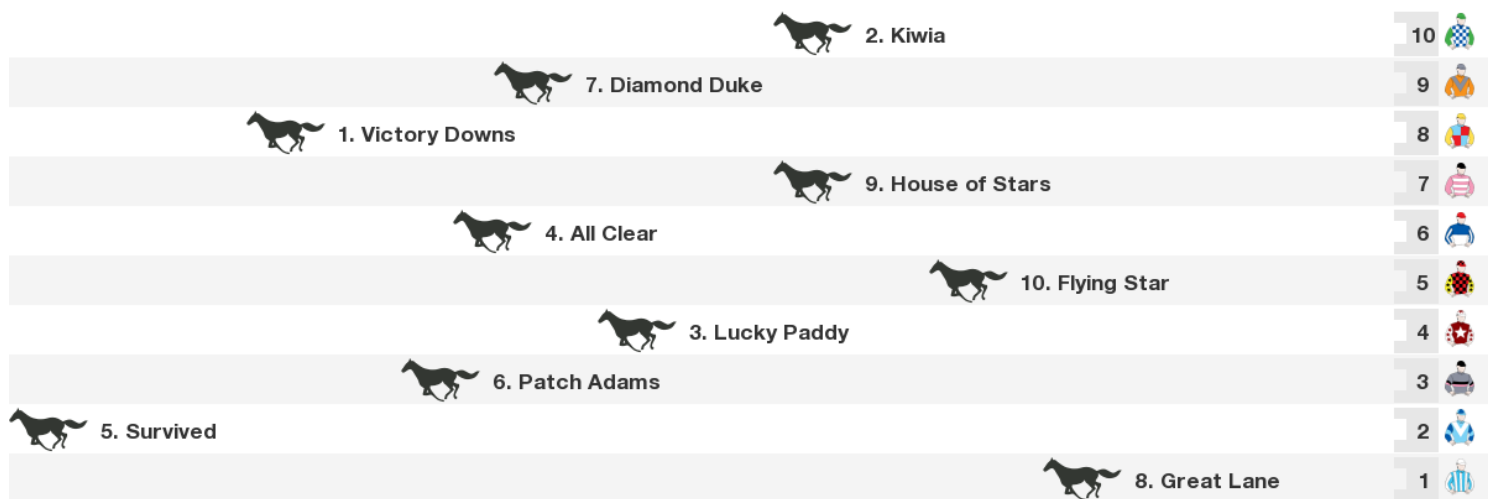 2. Kiwia 10
7. Diamond Duke 9
1. Victory Downs 8
9. House of Stars 7
4. All Clear 6
10. Flying Star 5
3. Lucky Paddy 4
6. Patch Adams 3
5. Survived 2
8. Great Lane 1